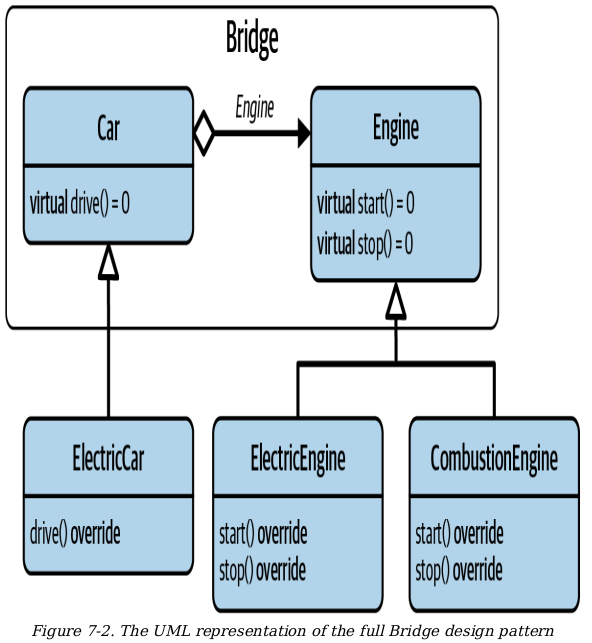 Bridge
Car
Engine
Engine
virtual drive() = 0
virtual start() = 0
virtual stop() = 0
ElectricCar
ElectricEngine
CombustionEngine
drive() override
start() override
stop() override
start() override
stop() override
Figure 7-2. The UML representation of the full Bridge design pattern